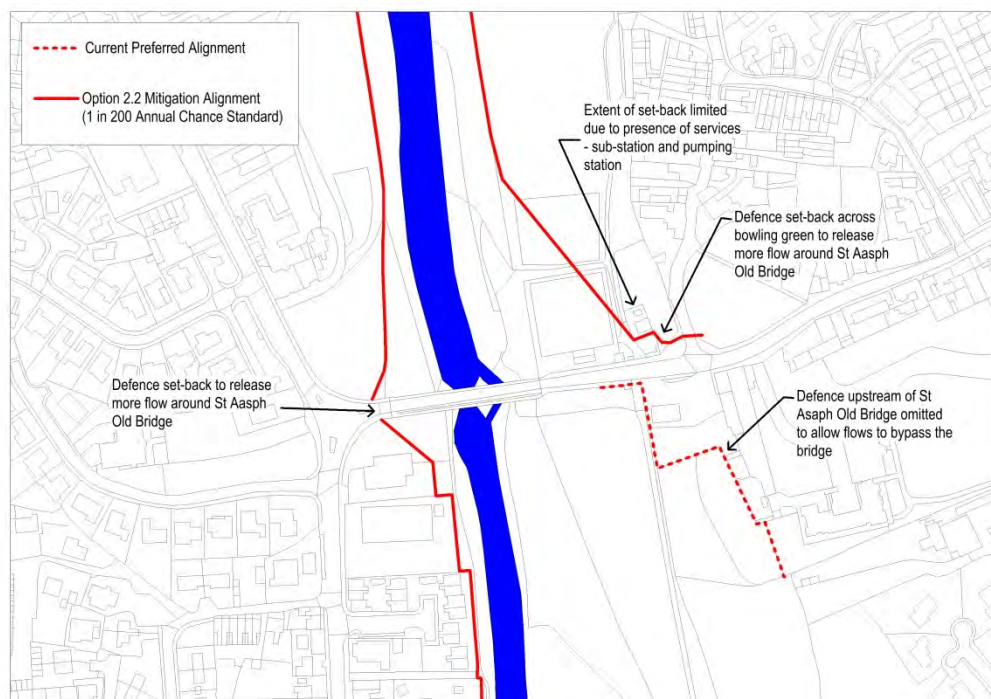 Current Preferred Alignment
Option 2.2 Mitigation Alignment
(1 in 200 Annual Chance Standard)
Extent of set-back limited
due to presence of services
- sub-station and pumping
station
Defence set-back across
bowling green to release
more flow around St Aasph
Old Bridge
Defence set-back to release
more flow around St Aasph
Old Bridge
Defence upstream of St
Asaph Old Bridge omitted
to allow flows to bypass the
bridge